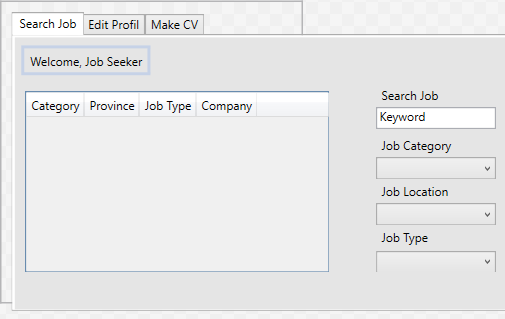 Search Job Edit Profil Make CV
Welcome, Job Seeker
Category Province Job Type Company
Search Job
Keyword
Job Category
Job Location
Job Type